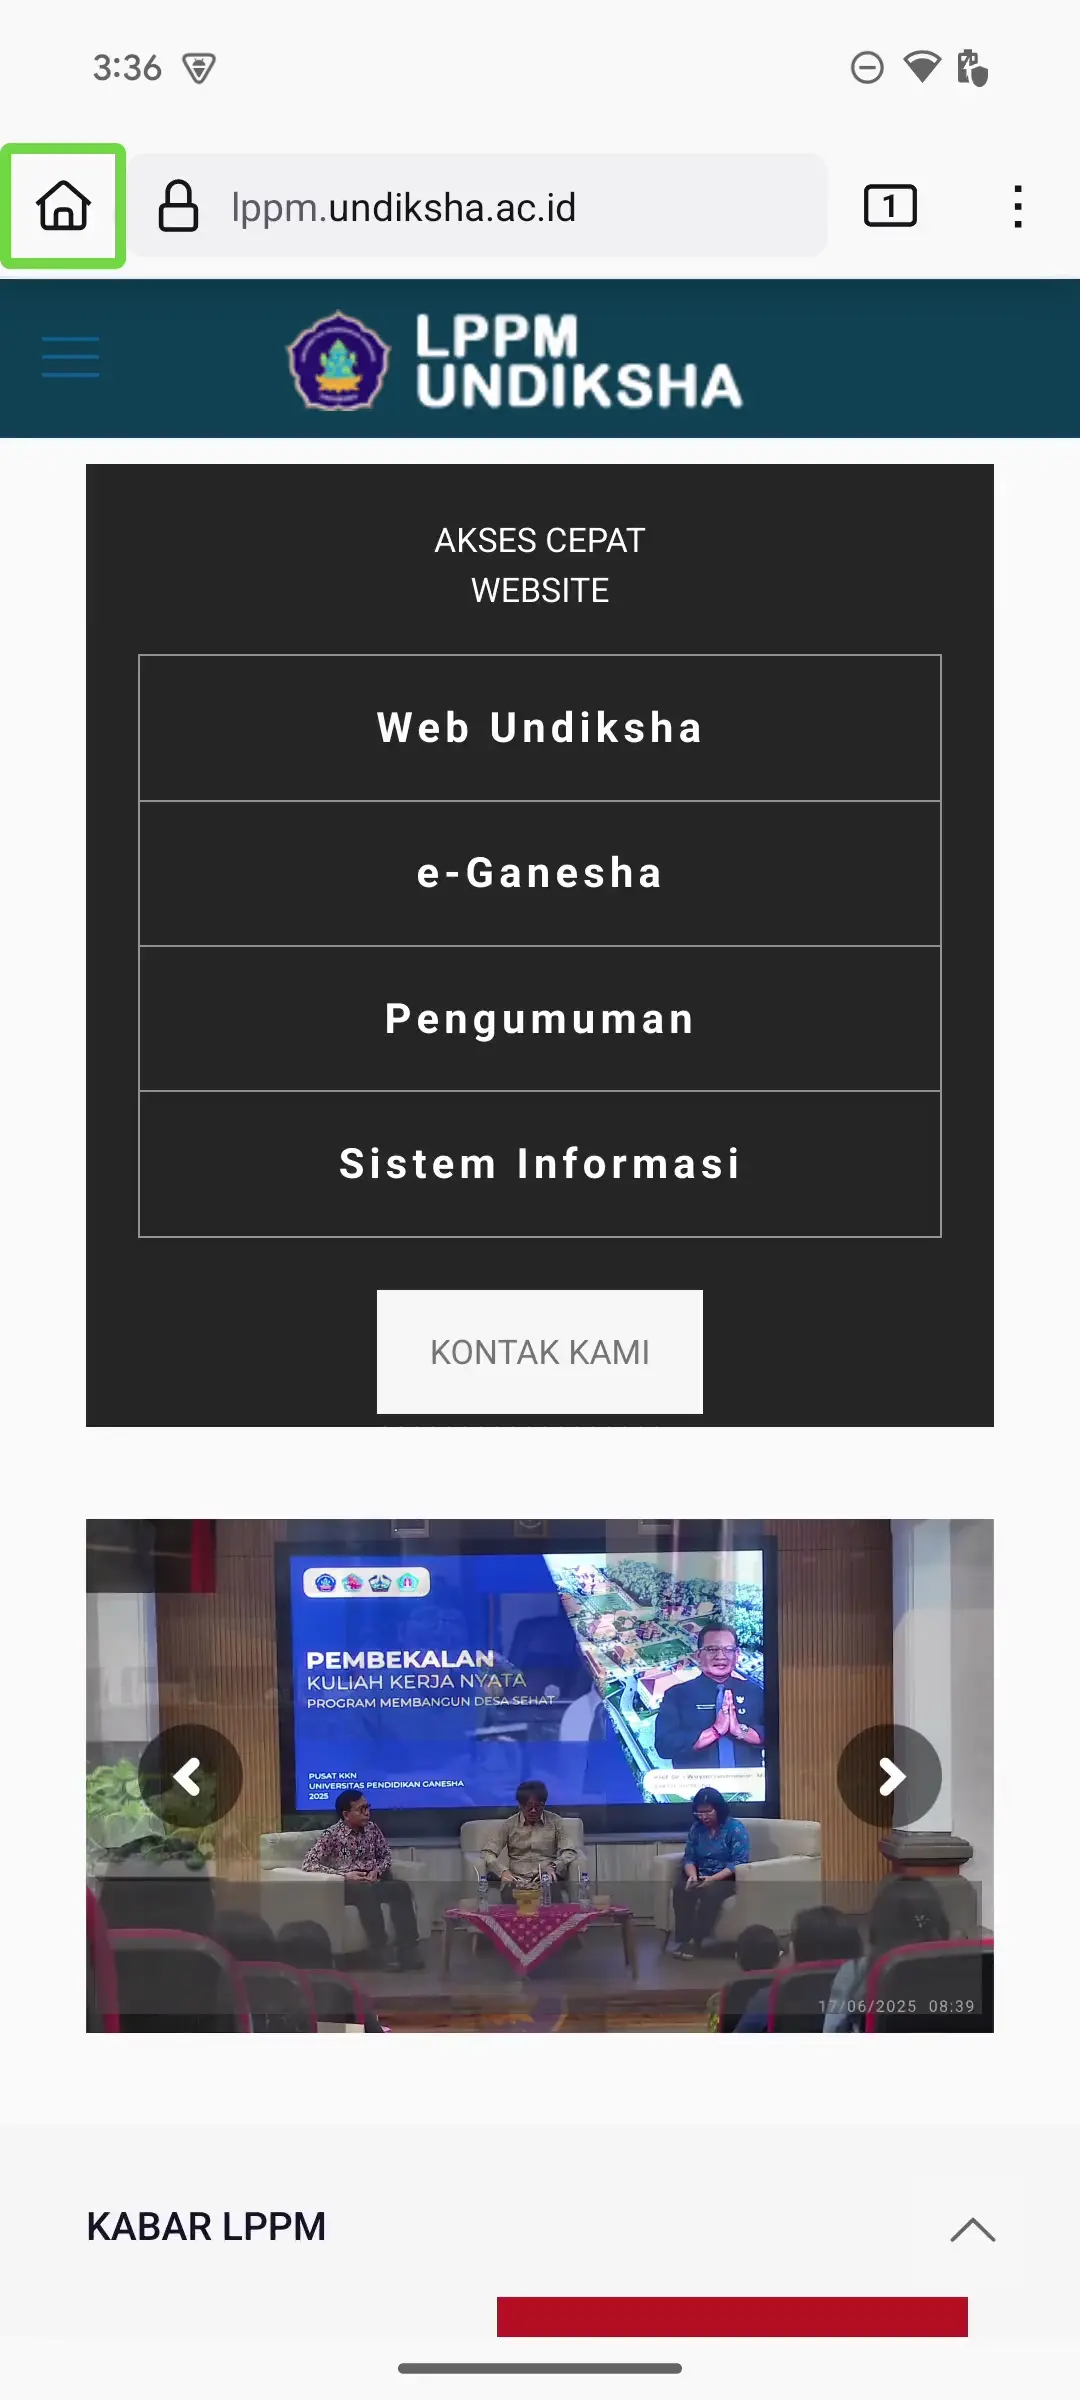 3:36
lppm.undiksha.ac.id
1
LPPM
UNDIKSHA
AKSES CEPAT
WEBSITE
Web Undiksha
e-Ganesha
Pengumuman
Sistem Informasi
KONTAK KAMI
PEMBEKALAN
KULIAH KERJA NYATA
PROGRAM MEMBANGUN DESA SEHAT
PUSAT KKN
UNIVERSITAS PENDIDIKAN GANESHA
2025
17/06/2025 08:39
KABAR LPPM